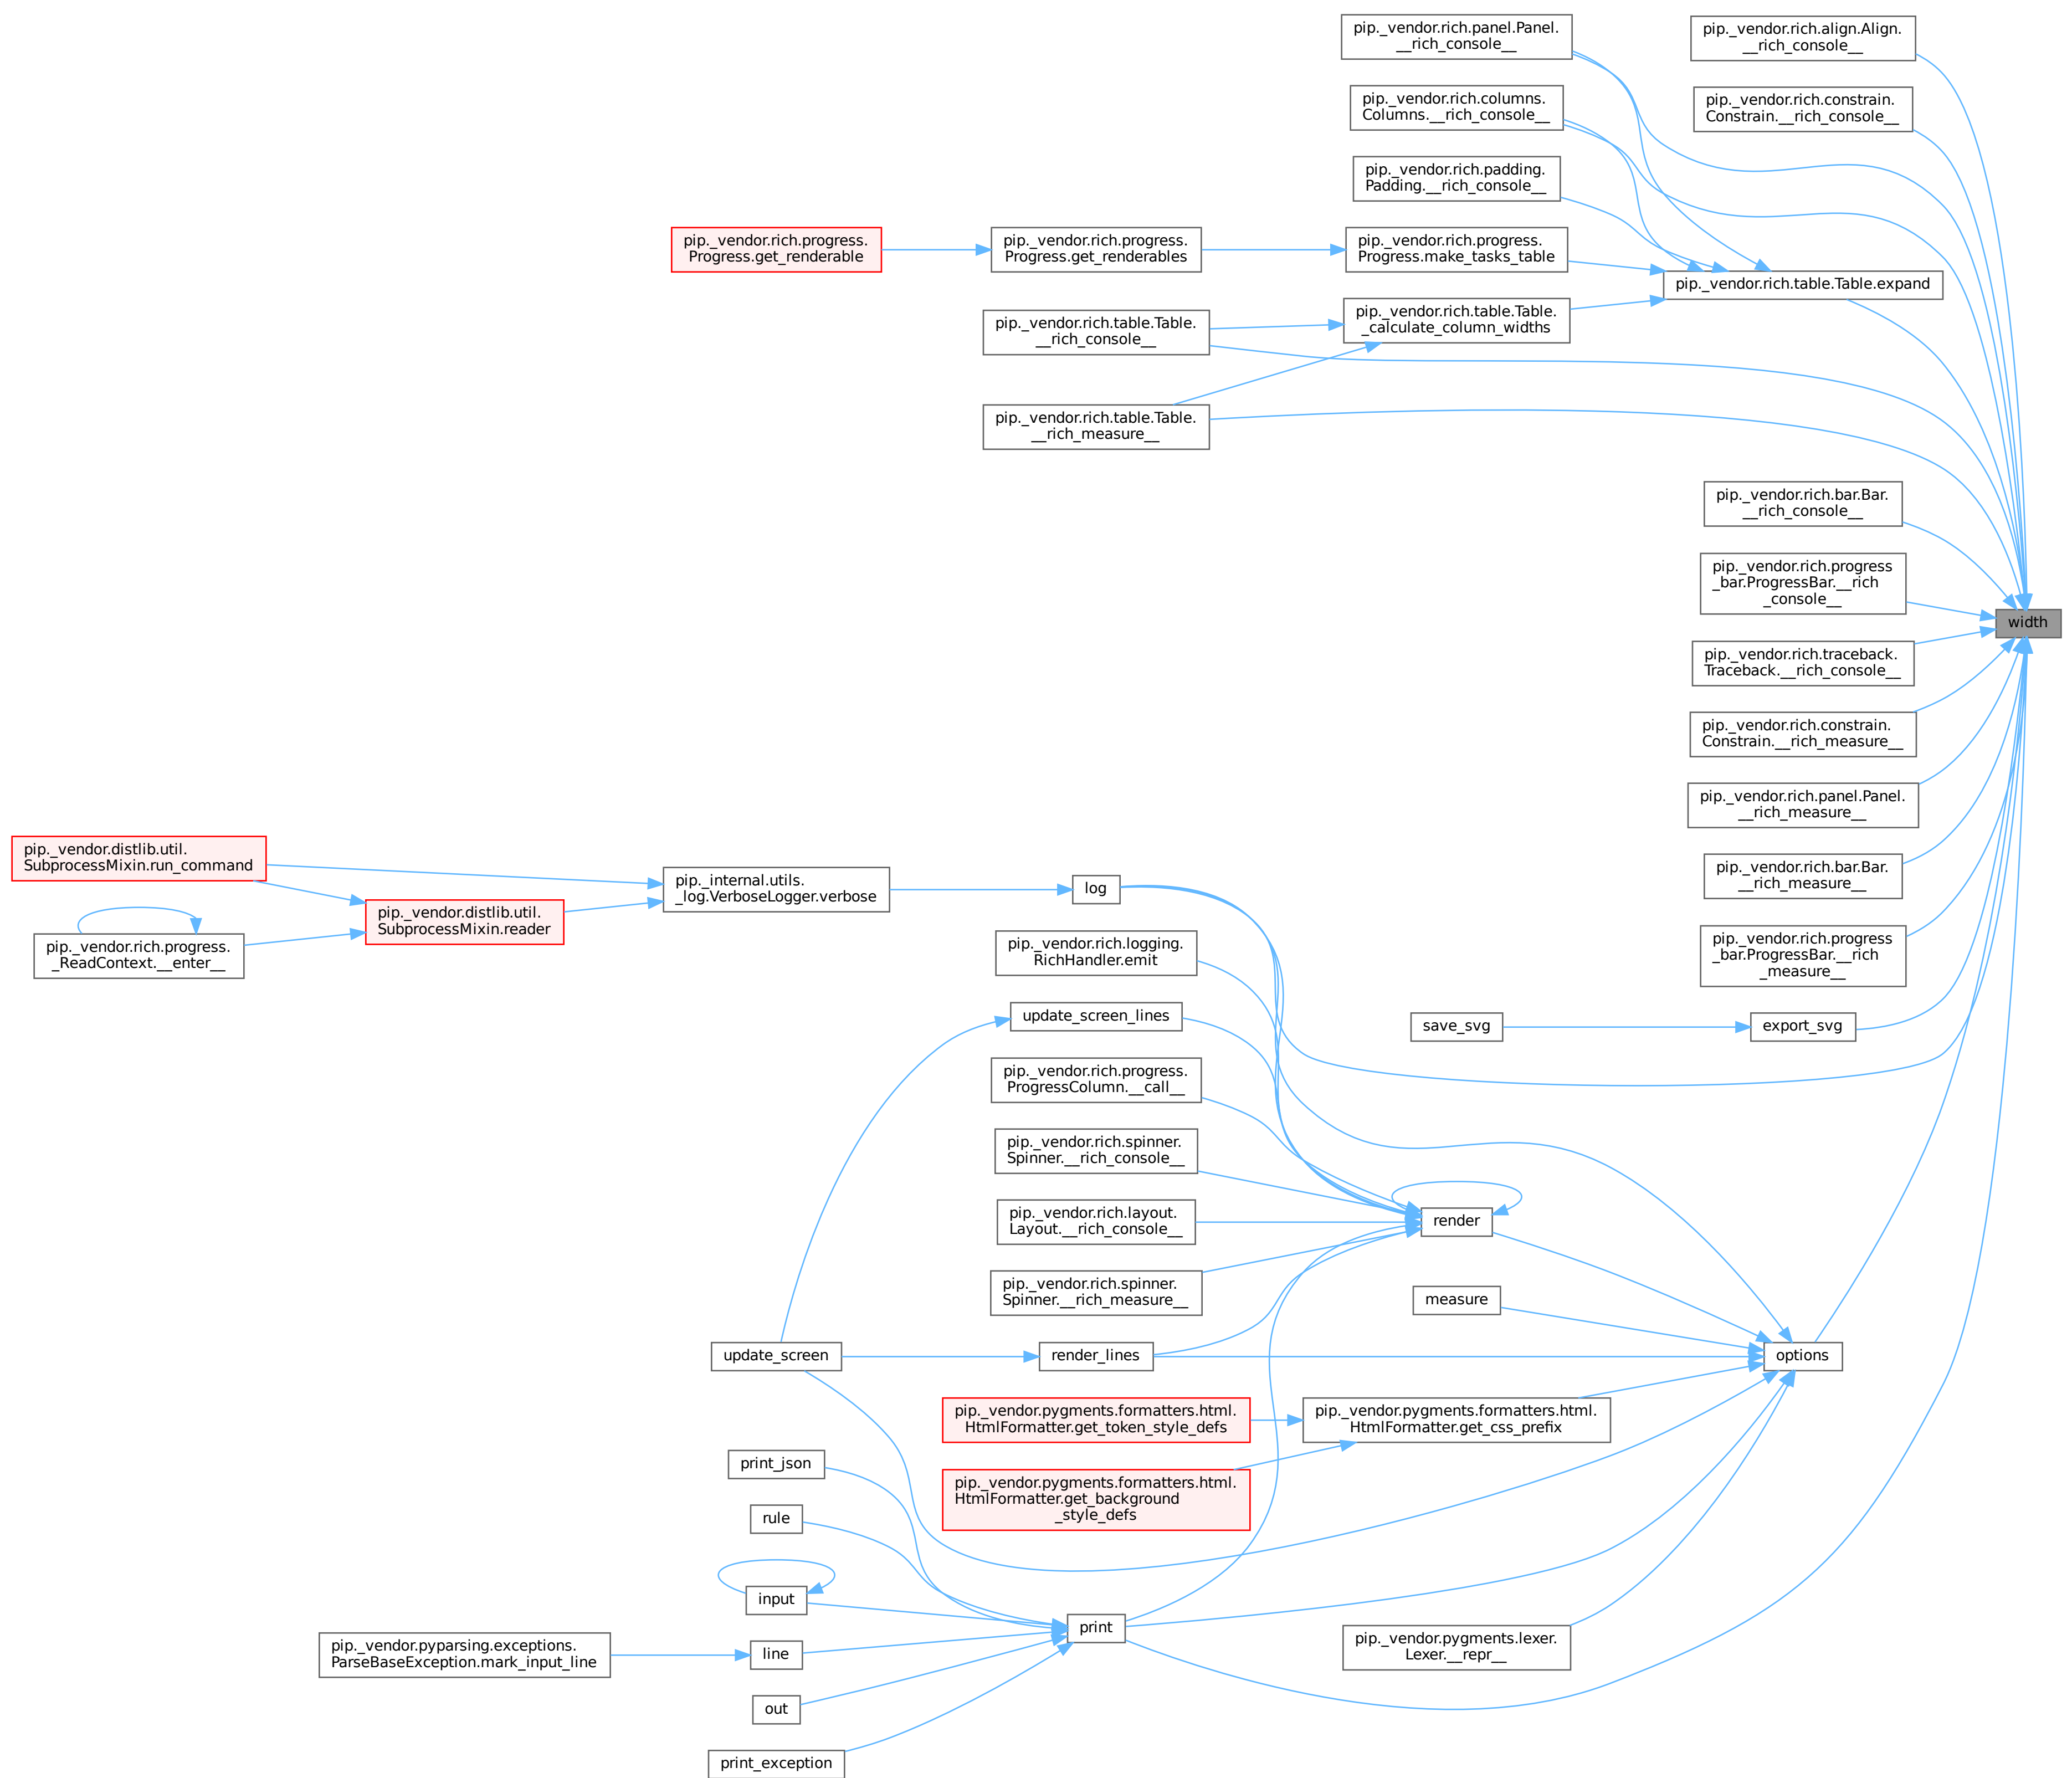 pip._vendor.rich.panel.Panel.
__rich_console__
pip._vendor.rich.align.Align.
__rich_console__
pip._vendor.rich.columns.
Columns.__rich_console__
pip._vendor.rich.constrain.
Constrain.__rich_console__
pip._vendor.rich.padding.
Padding.__rich_console__
pip._vendor.rich.progress.
Progress.get_renderable
pip._vendor.rich.progress.
Progress.get_renderables
pip._vendor.rich.progress.
Progress.make_tasks_table
pip._vendor.rich.table.Table.expand
pip._vendor.rich.table.Table.
__rich_console__
pip._vendor.rich.table.Table.
_calculate_column_widths
pip._vendor.rich.table.Table.
__rich_measure__
pip._vendor.rich.bar.Bar.
__rich_console__
pip._vendor.rich.progress
_bar.ProgressBar.__rich
_console__
width
pip._vendor.rich.traceback.
Traceback.__rich_console__
pip._vendor.rich.constrain.
Constrain.__rich_measure__
pip._vendor.rich.panel.Panel.
__rich_measure__
pip._vendor.distlib.util.
SubprocessMixin.run_command
pip._internal.utils.
_log.VerboseLogger.verbose
log
pip._vendor.rich.bar.Bar.
__rich_measure__
pip._vendor.distlib.util.
SubprocessMixin.reader
pip._vendor.rich.progress.
_ReadContext.__enter__
pip._vendor.rich.logging.
RichHandler.emit
pip._vendor.rich.progress
_bar.ProgressBar.__rich
_measure__
update_screen_lines
save_svg
export_svg
pip._vendor.rich.progress.
ProgressColumn.__call__
pip._vendor.rich.spinner.
Spinner.__rich_console__
pip._vendor.rich.layout.
Layout.__rich_console__
render
pip._vendor.rich.spinner.
Spinner.__rich_measure__
measure
update_screen
render_lines
options
pip._vendor.pygments.formatters.html.
HtmlFormatter.get_token_style_defs
pip._vendor.pygments.formatters.html.
HtmlFormatter.get_css_prefix
print_json
pip._vendor.pygments.formatters.html.
HtmlFormatter.get_background
_style_defs
rule
input
print
pip._vendor.pyparsing.exceptions.
ParseBaseException.mark_input_line
line
pip._vendor.pygments.lexer.
Lexer.__repr__
out
print_exception